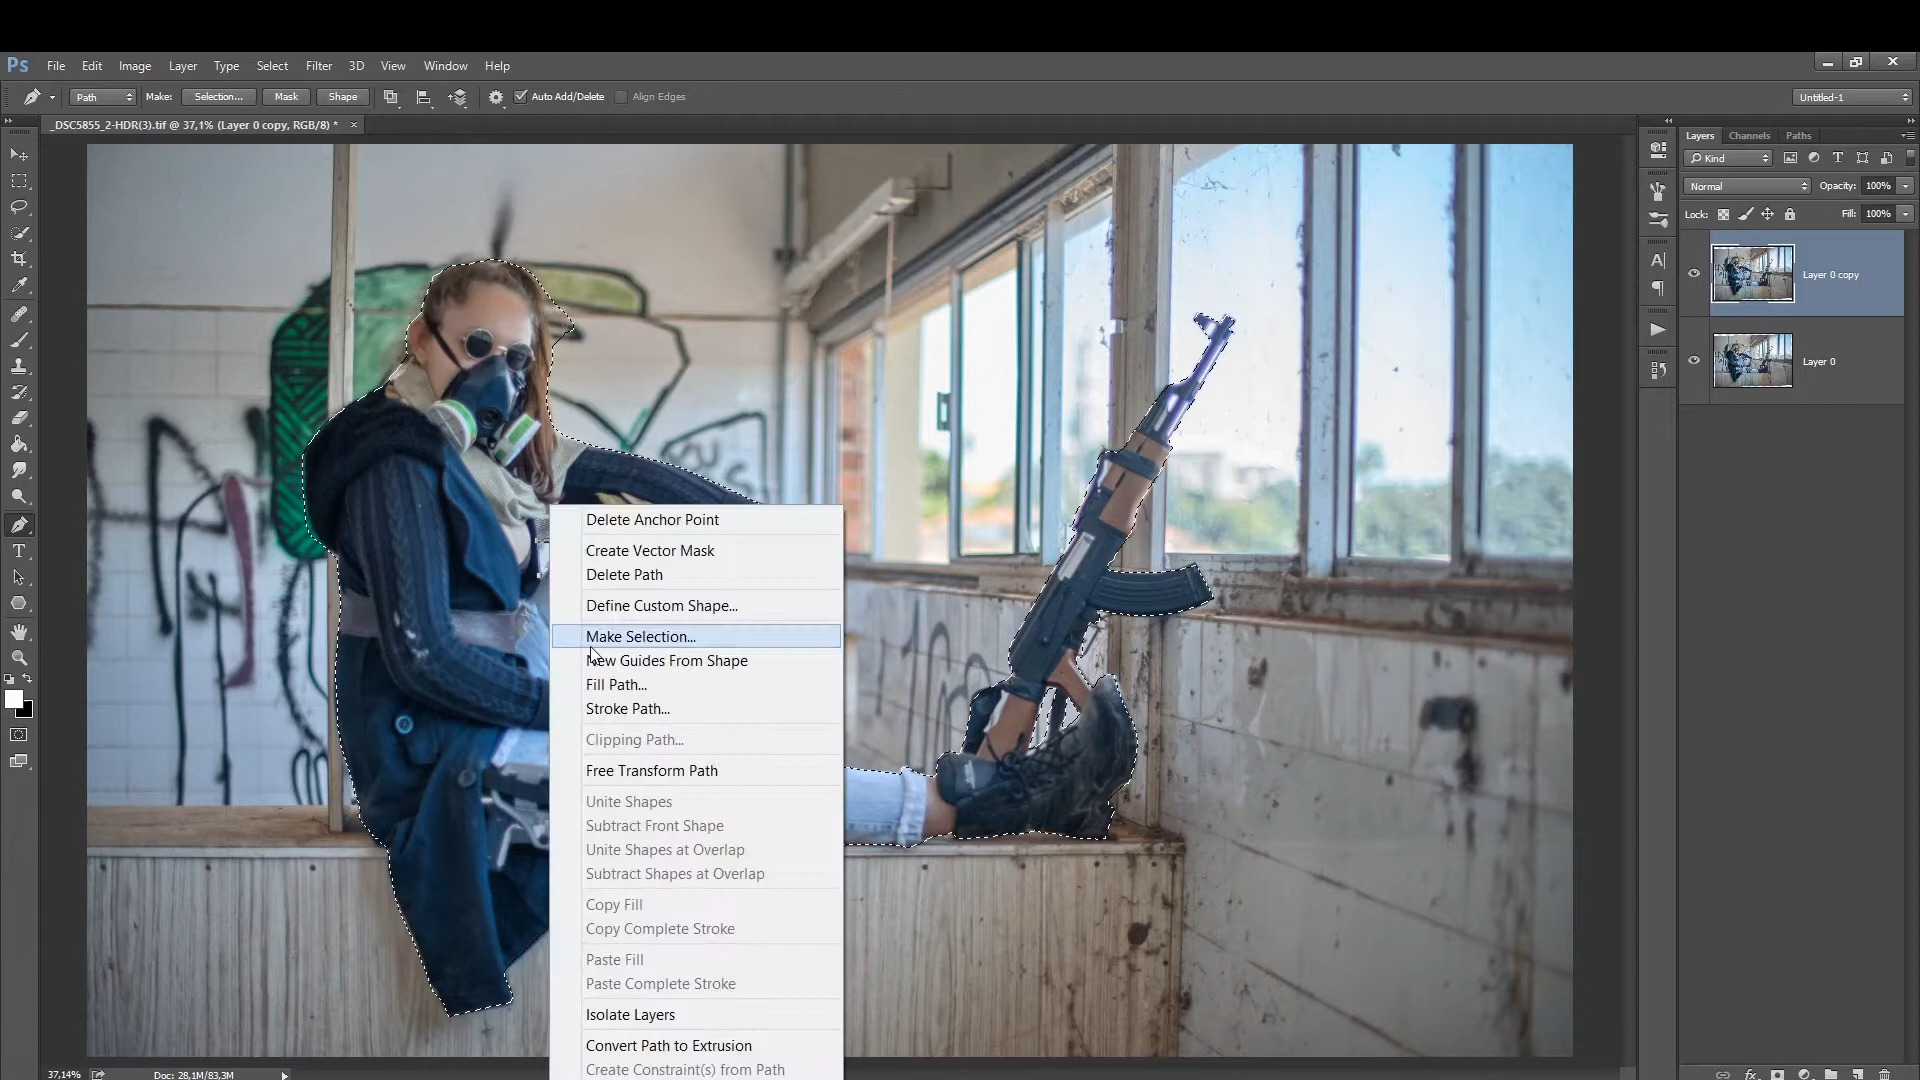 Ps File Edit Image Layer Type Select Filter 3D View Window Help
Path Make: Selection... Mask Shape Auto Add/Delete Align Edges Untitled-1
_DSC5855_2-HDR(3).tif @ 37,1% (Layer 0 copy, RGB/8) *
Layers Channels Paths
Kind
Normal Opacity: 100%
Lock: Fill: 100%
Layer 0 copy
Layer 0
Delete Anchor Point
Create Vector Mask
Delete Path
Define Custom Shape...
Make Selection...
New Guides From Shape
Fill Path...
Stroke Path...
Clipping Path...
Free Transform Path
Unite Shapes
Subtract Front Shape
Unite Shapes at Overlap
Subtract Shapes at Overlap
Copy Fill
Copy Complete Stroke
Paste Fill
Paste Complete Stroke
Isolate Layers
Convert Path to Extrusion
Create Constraint(s) from Path
37,14% Doc: 28,1M/83,3M